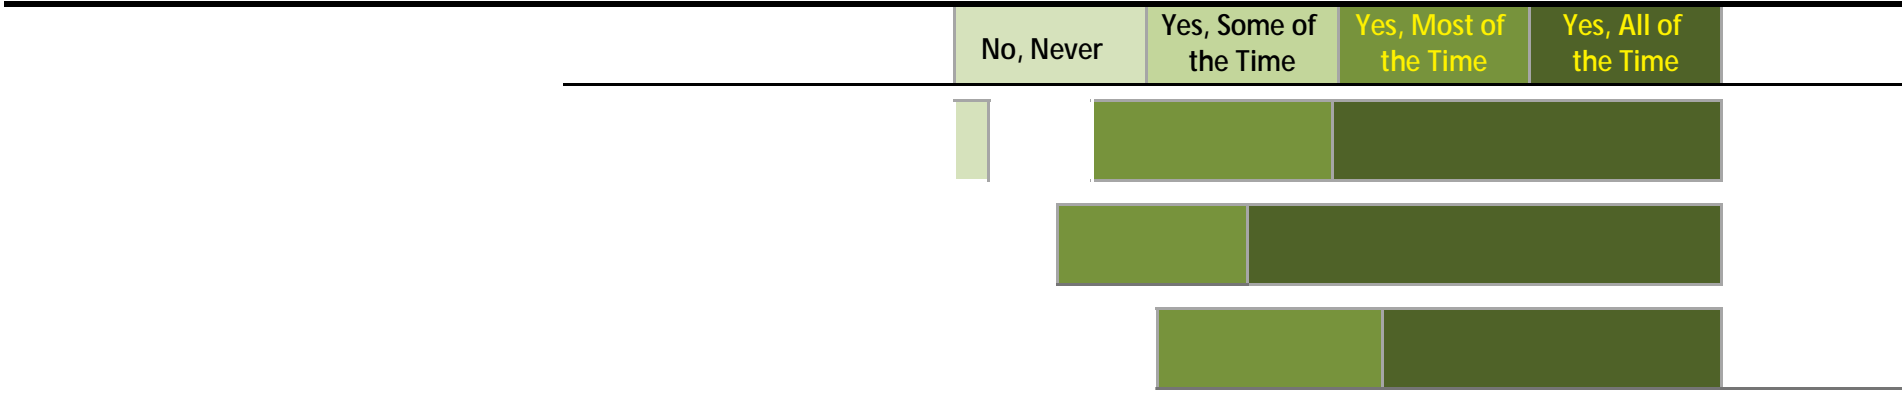 No, Never
Yes, Some of
the Time
Yes, Most of
the Time
Yes, All of
the Time